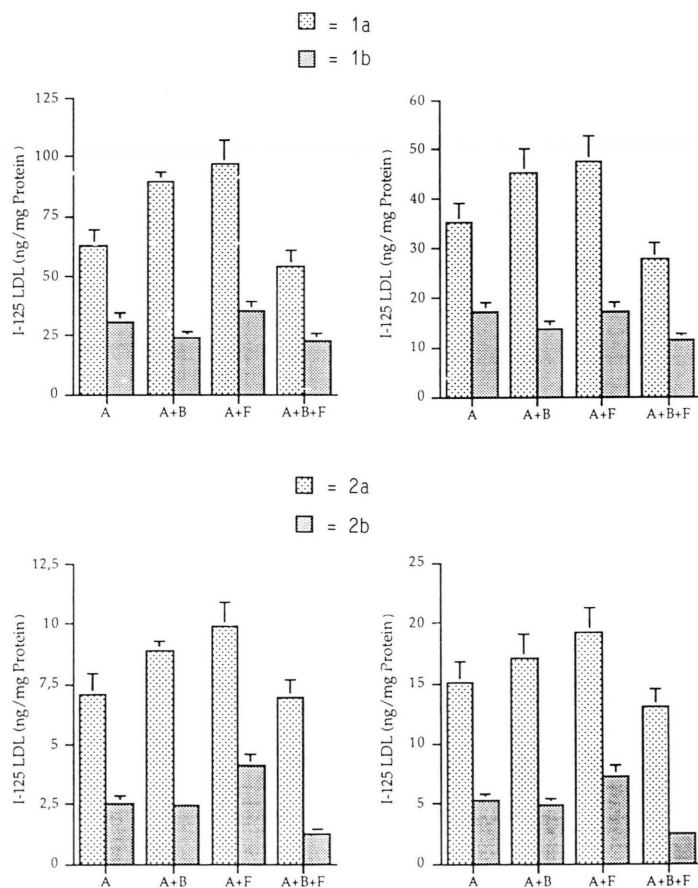 = 1a
= 1b
I-125 LDL (ng/mg Protein)
125
100
75
50
25
0
A
A+B
A+F
A+B+F
I-125 LDL (ng/mg Protein)
60
50
40
30
20
10
0
A
A+B
A+F
A+B+F
= 2a
= 2b
I-125 LDL (ng/mg Protein)
12,5
10
7,5
5
2,5
0
A
A+B
A+F
A+B+F
I-125 LDL (ng/mg Protein)
25
20
15
10
5
0
A
A+B
A+F
A+B+F